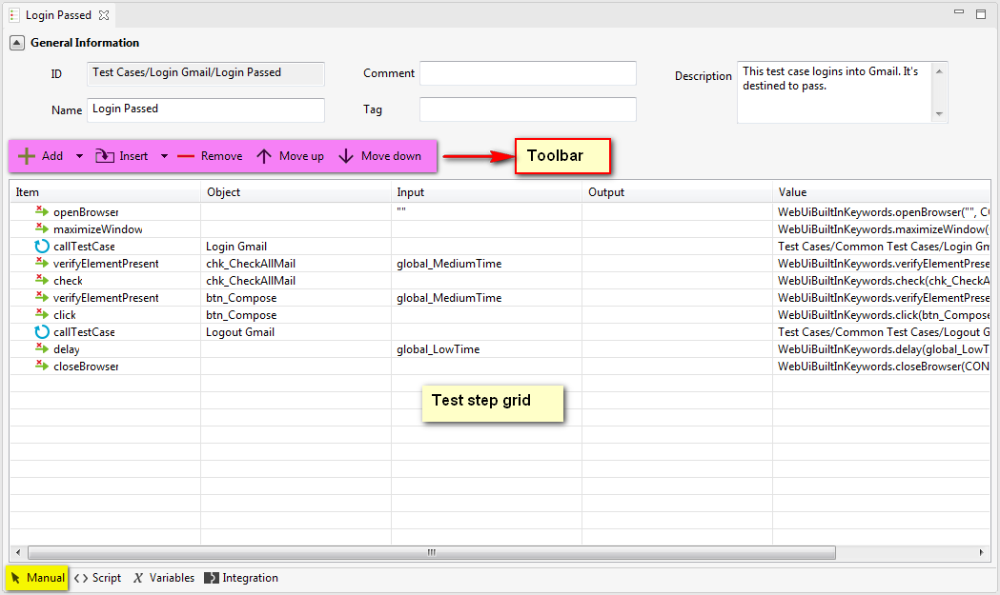 Login Passed
General Information
ID Test Cases/Login Gmail/Login Passed Comment Description This test case logins into Gmail. It's
destined to pass.
Name Login Passed Tag
Add Insert Remove Move up Move down Toolbar
Item Object Input Output Value
openBrowser "" WebUiBuiltInKeywords.openBrowser("", CO
maximizeWindow WebUiBuiltInKeywords.maximizeWindow(
callTestCase Login Gmail Test Cases/Common Test Cases/Login Gm
verifyElementPresent chk_CheckAllMail global_MediumTime WebUiBuiltInKeywords.verifyElementPrese
check chk_CheckAllMail WebUiBuiltInKeywords.check(chk_CheckA
verifyElementPresent btn_Compose global_MediumTime WebUiBuiltInKeywords.verifyElementPrese
click btn_Compose WebUiBuiltInKeywords.click(btn_Compose
callTestCase Logout Gmail Test Cases/Common Test Cases/Logout G
delay global_LowTime WebUiBuiltInKeywords.delay(global_LowT
closeBrowser WebUiBuiltInKeywords.closeBrowser(CON
Test step grid
Manual Script Variables Integration